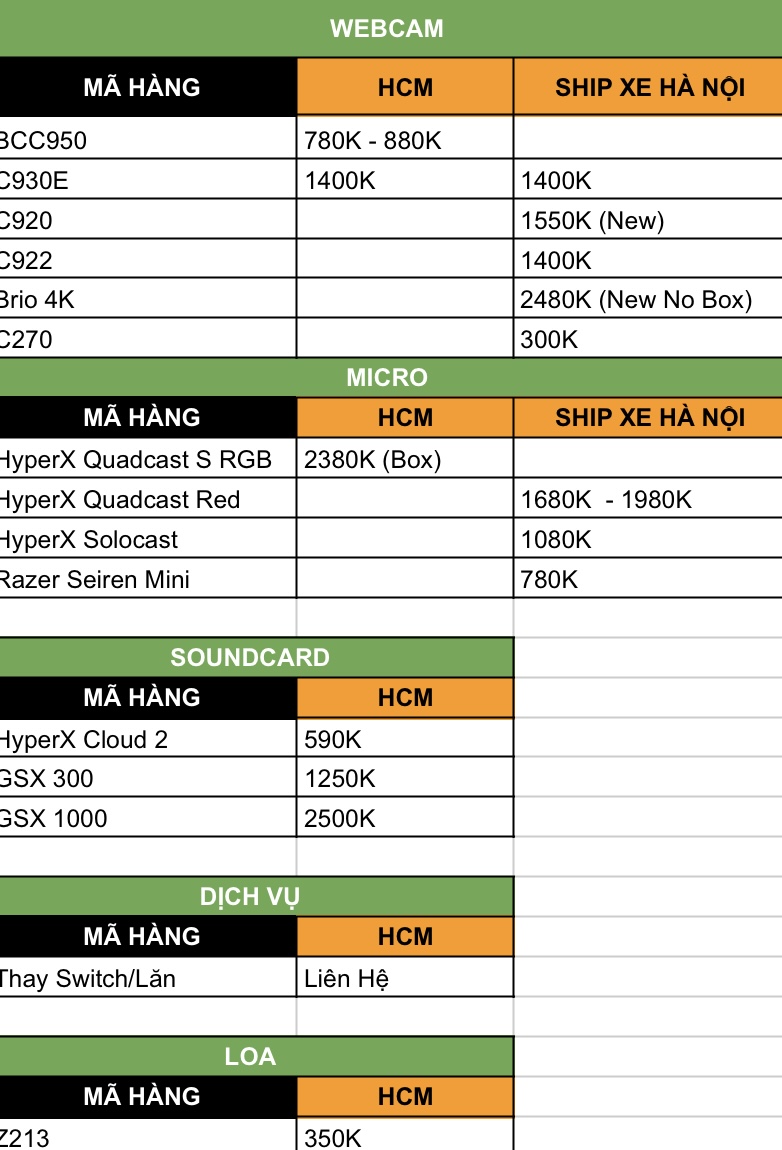 WEBCAM
MÃ HÀNG HCM SHIP XE HÀ NỘI
BCC950 780K - 880K
C930E 1400K 1400K
C920 1550K (New)
C922 1400K
Brio 4K 2480K (New No Box)
C270 300K
MICRO
MÃ HÀNG HCM SHIP XE HÀ NỘI
HyperX Quadcast S RGB 2380K (Box)
HyperX Quadcast Red 1680K  - 1980K
HyperX Solocast 1080K
Razer Seiren Mini 780K
SOUNDCARD
MÃ HÀNG HCM
HyperX Cloud 2 590K
GSX 300 1250K
GSX 1000 2500K
DỊCH VỤ
MÃ HÀNG HCM
Thay Switch/Lăn Liên Hệ
LOA
MÃ HÀNG HCM
Z213 350K